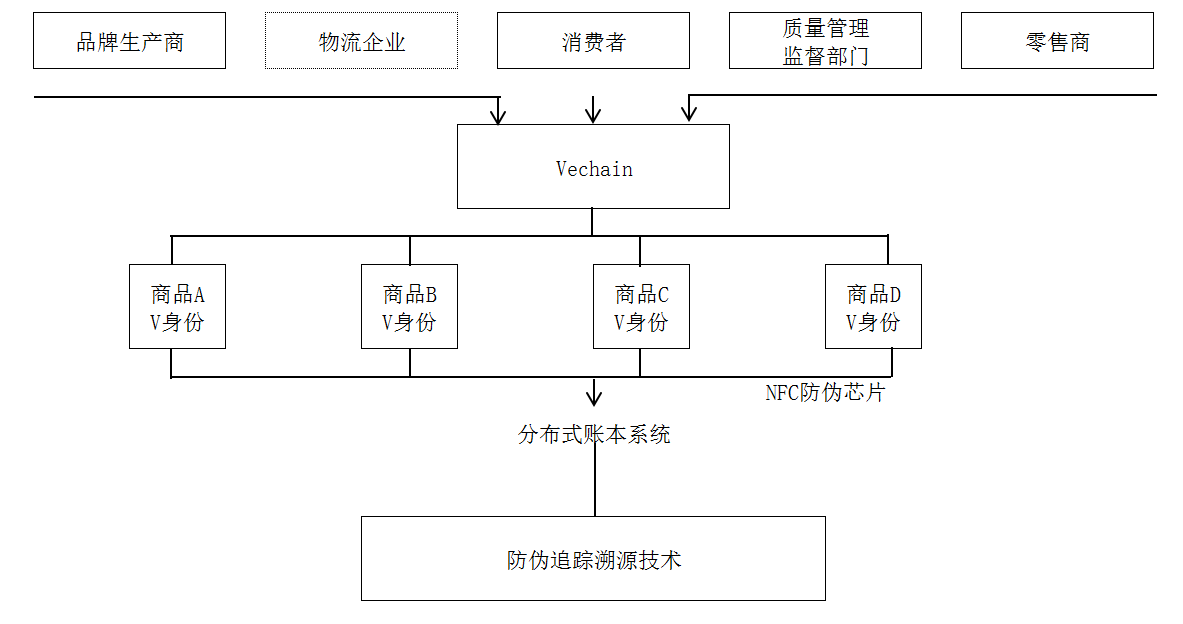 品牌生产商
物流企业
消费者
质量管理
监督部门
零售商
Vechain
商品A
V身份
商品B
V身份
商品C
V身份
商品D
V身份
NFC防伪芯片
分布式账本系统
防伪追踪溯源技术